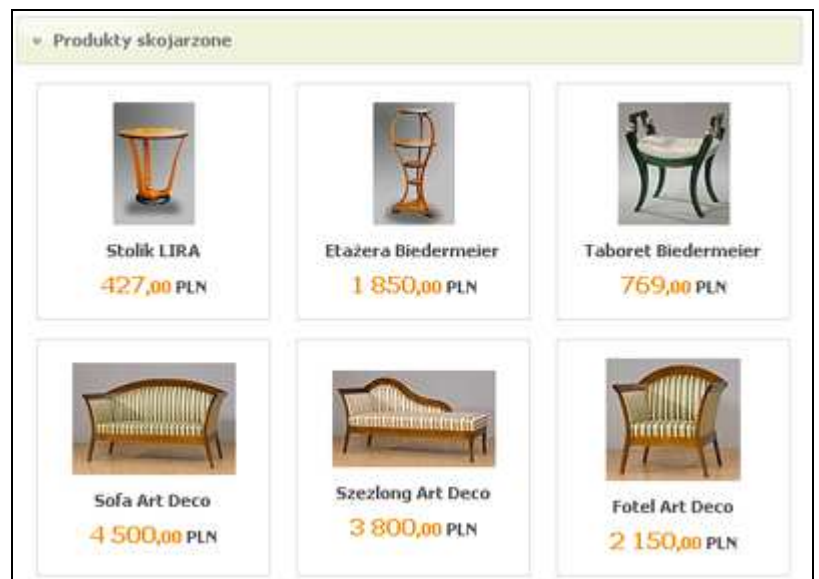 Produkty skojarzone
Stolik LIRA
427,00 PLN
Etażera Biedermeier
1 850,00 PLN
Taboret Biedermeier
769,00 PLN
Sofa Art Deco
4 500,00 PLN
Szezlong Art Deco
3 800,00 PLN
Fotel Art Deco
2 150,00 PLN